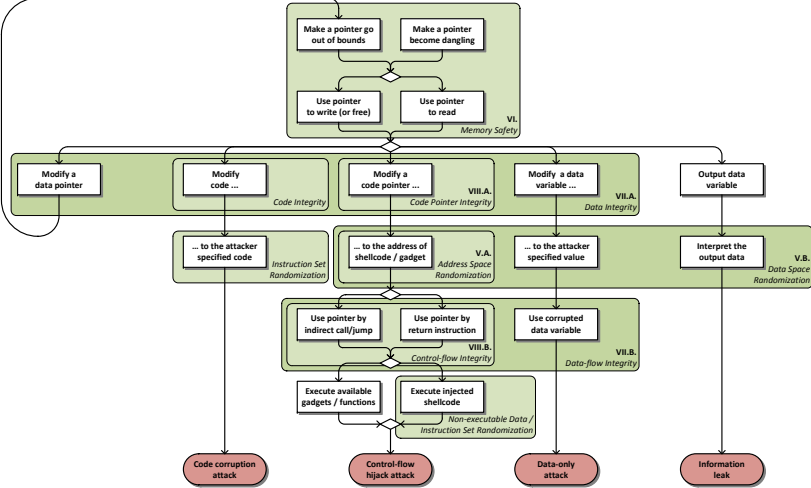 Make a pointer go
out of bounds
Make a pointer
become dangling
Use pointer
to write (or free)
Use pointer
to read
VI.
Memory Safety
Modify a
data pointer
Modify
code ...
Code Integrity
Modify a
code pointer ...
VIII.A.
Code Pointer Integrity
Modify a data
variable ...
VII.A.
Data Integrity
Output data
variable
... to the attacker
specified code
Instruction Set
Randomization
... to the address of
shellcode / gadget
V.A.
Address Space
Randomization
... to the attacker
specified value
Interpret the
output data
V.B.
Data Space
Randomization
Use pointer by
indirect call/jump
Use pointer by
return instruction
VIII.B.
Control-flow Integrity
Use corrupted
data variable
VII.B.
Data-flow Integrity
Execute available
gadgets / functions
Execute injected
shellcode
Non-executable Data /
Instruction Set Randomization
Code corruption
attack
Control-flow
hijack attack
Data-only
attack
Information
leak